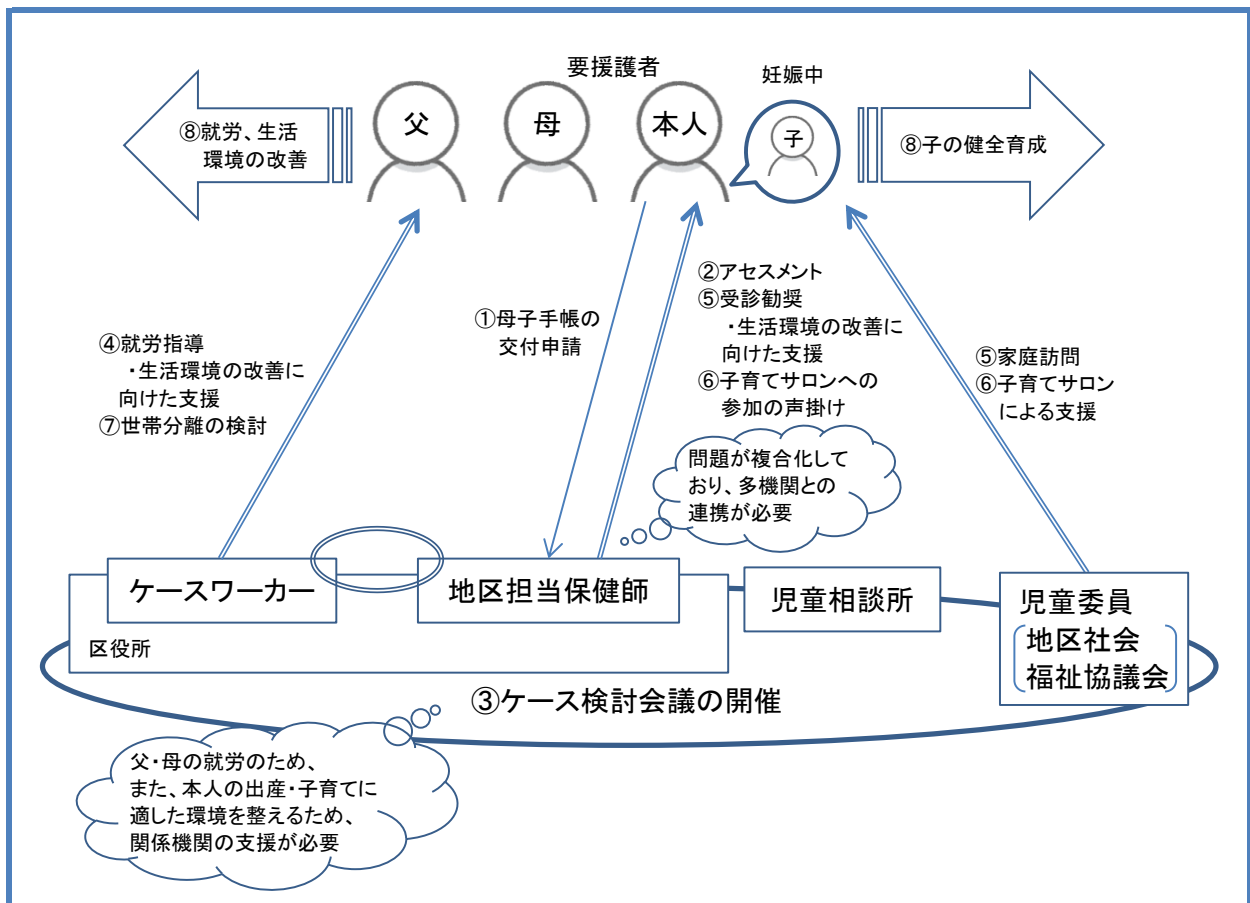 要援護者
妊娠中
父
母
本人
子
⑧就労、生活
環境の改善
⑧子の健全育成
④就労指導
・生活環境の改善に
向けた支援
⑦世帯分離の検討
①母子手帳の
交付申請
②アセスメント
⑤受診勧奨
・生活環境の改善に
向けた支援
⑥子育てサロンへの
参加の声掛け
⑤家庭訪問
⑥子育てサロン
による支援
問題が複合化して
おり、多機関との
連携が必要
ケースワーカー
地区担当保健師
区役所
児童相談所
児童委員
地区社会
福祉協議会
③ケース検討会議の開催
父・母の就労のため、
また、本人の出産・子育てに
適した環境を整えるため、
関係機関の支援が必要